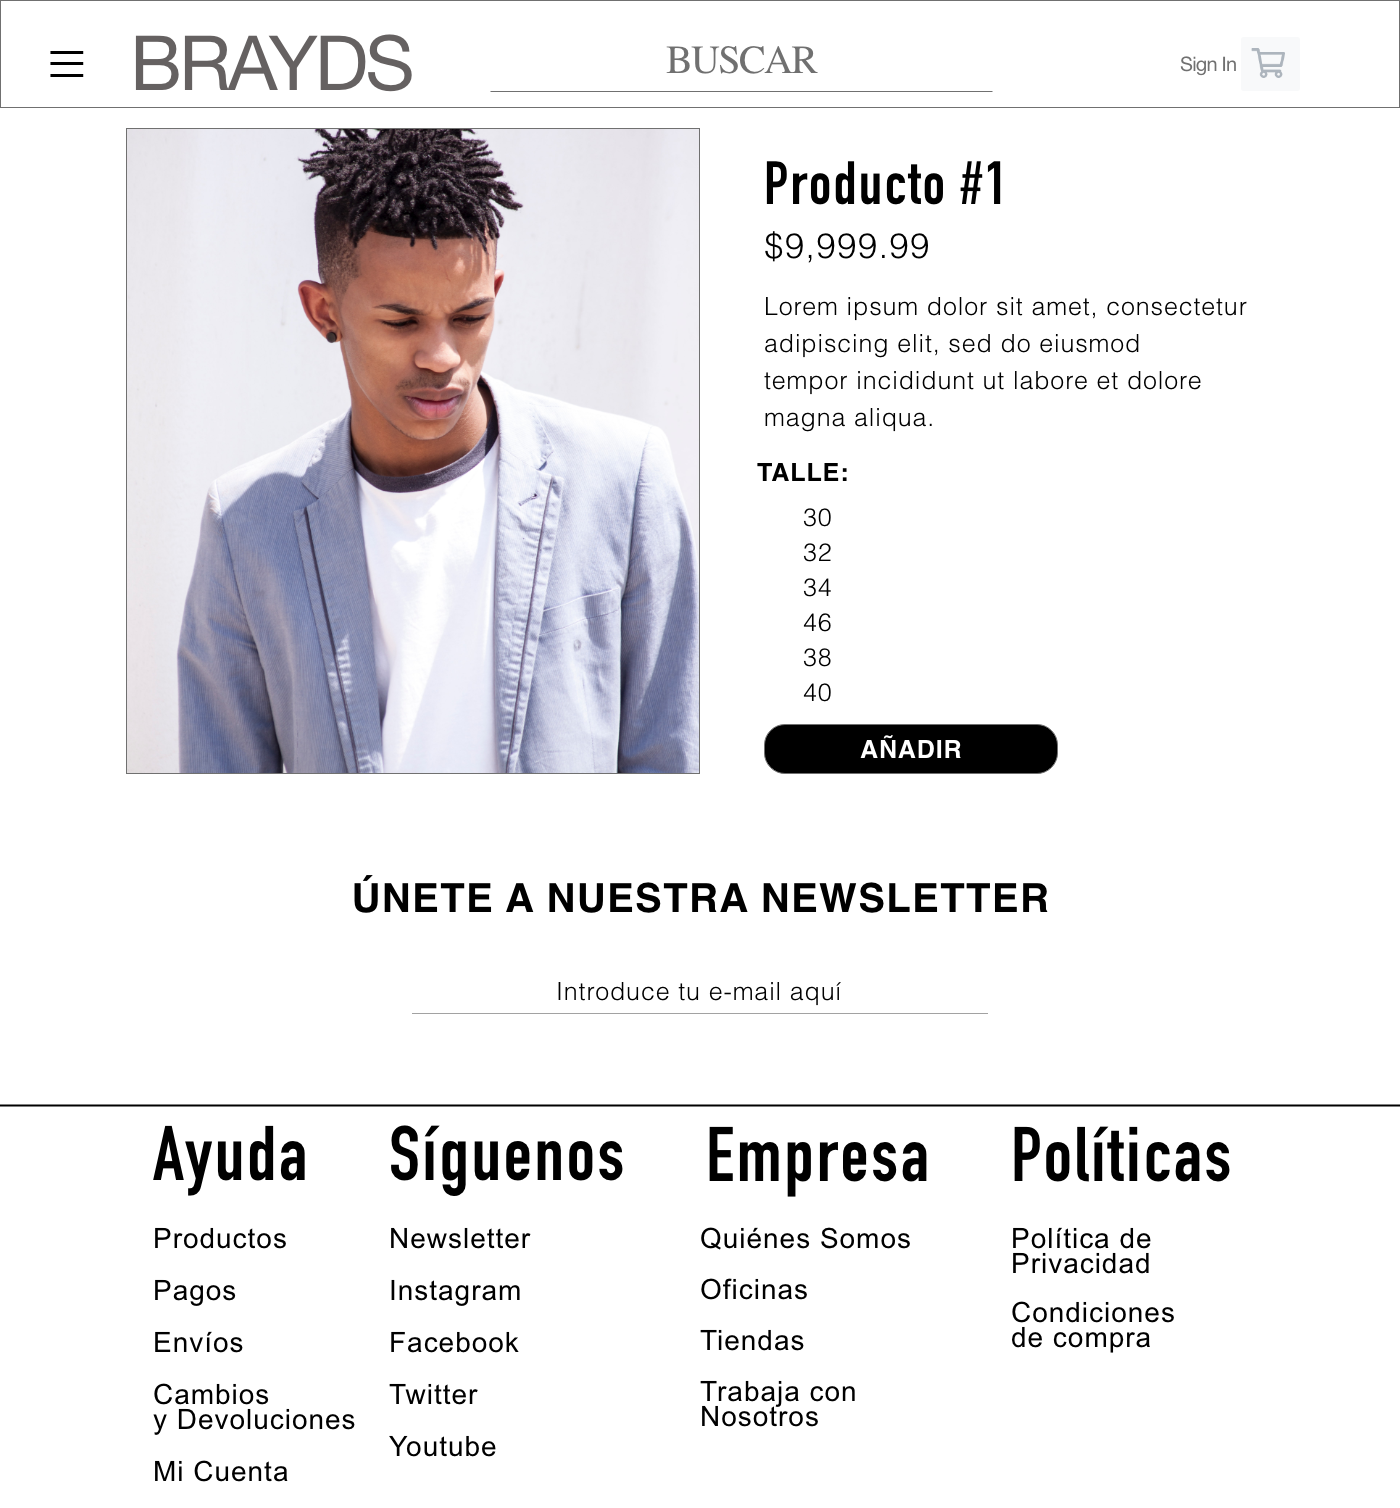 BRAYDS
BUSCAR
Sign In
Producto #1
$9,999.99
Lorem ipsum dolor sit amet, consectetur
adipiscing elit, sed do eiusmod
tempor incididunt ut labore et dolore
magna aliqua.
TALLE:
30
32
34
46
38
40
AÑADIR
ÚNETE A NUESTRA NEWSLETTER
Introduce tu e-mail aquí
Ayuda
Productos
Pagos
Envíos
Cambios
y Devoluciones
Mi Cuenta
Síguenos
Newsletter
Instagram
Facebook
Twitter
Youtube
Empresa
Quiénes Somos
Oficinas
Tiendas
Trabaja con
Nosotros
Políticas
Política de
Privacidad
Condiciones
de compra